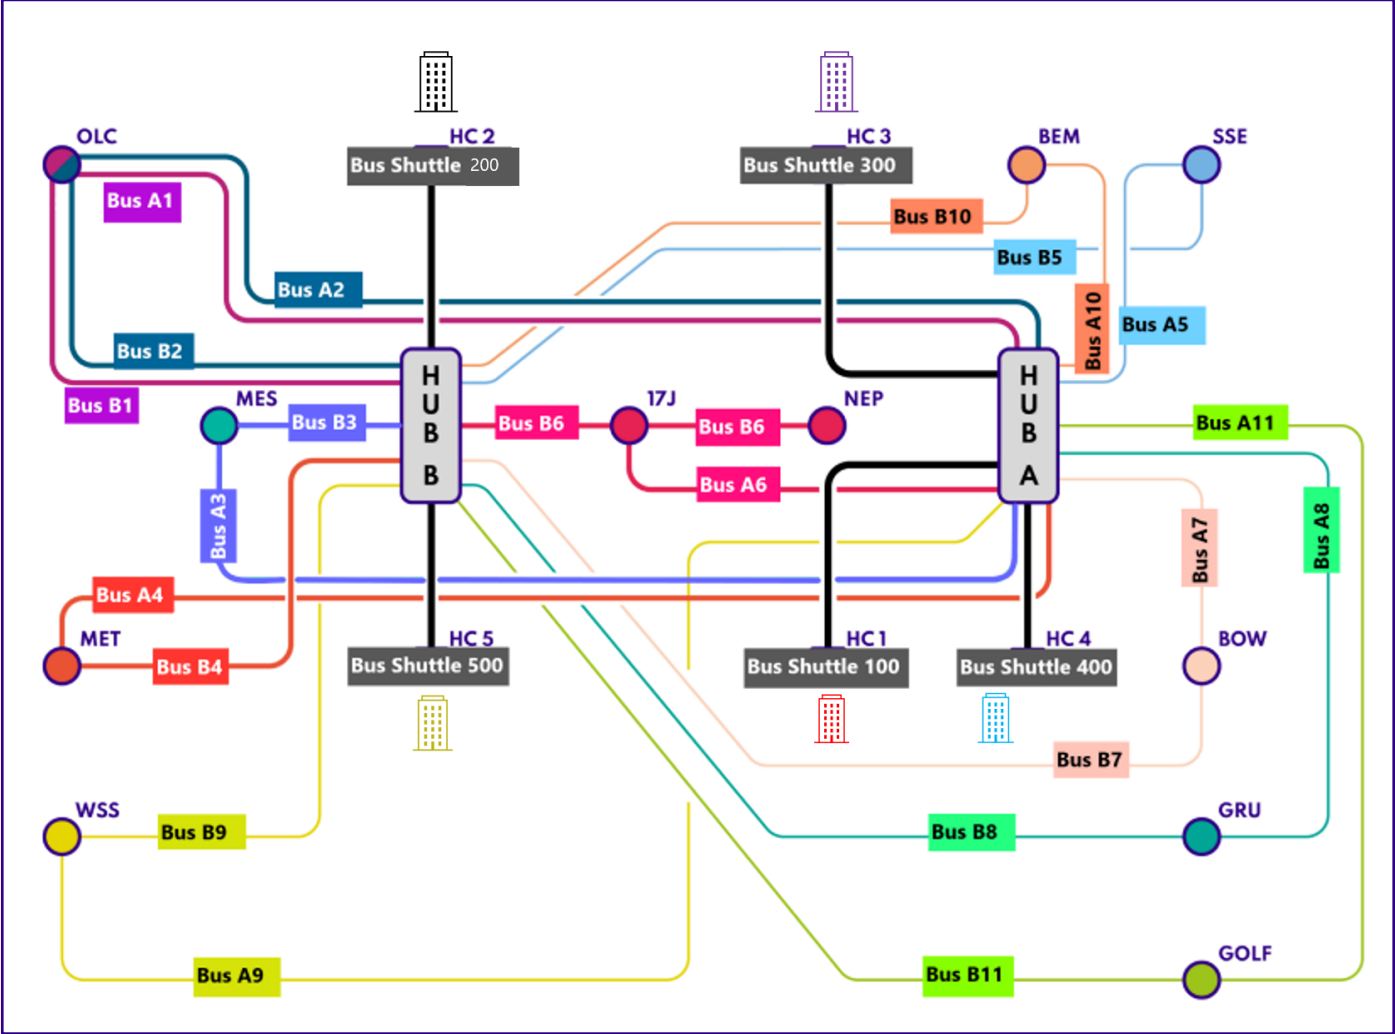 HC 2
HC 3
OLC
BEM
SSE
Bus Shuttle 200
Bus Shuttle 300
Bus A1
Bus B10
Bus B5
Bus A2
Bus A10
Bus A5
Bus B2
Bus B1
HUB B
HUB A
MES
Bus B3
Bus B6
17J
Bus B6
NEP
Bus A11
Bus A6
Bus A3
Bus A7
Bus A8
Bus A4
MET
Bus B4
HC 5
Bus Shuttle 500
HC 1
Bus Shuttle 100
HC 4
Bus Shuttle 400
BOW
Bus B7
WSS
Bus B9
Bus B8
GRU
Bus A9
Bus B11
GOLF